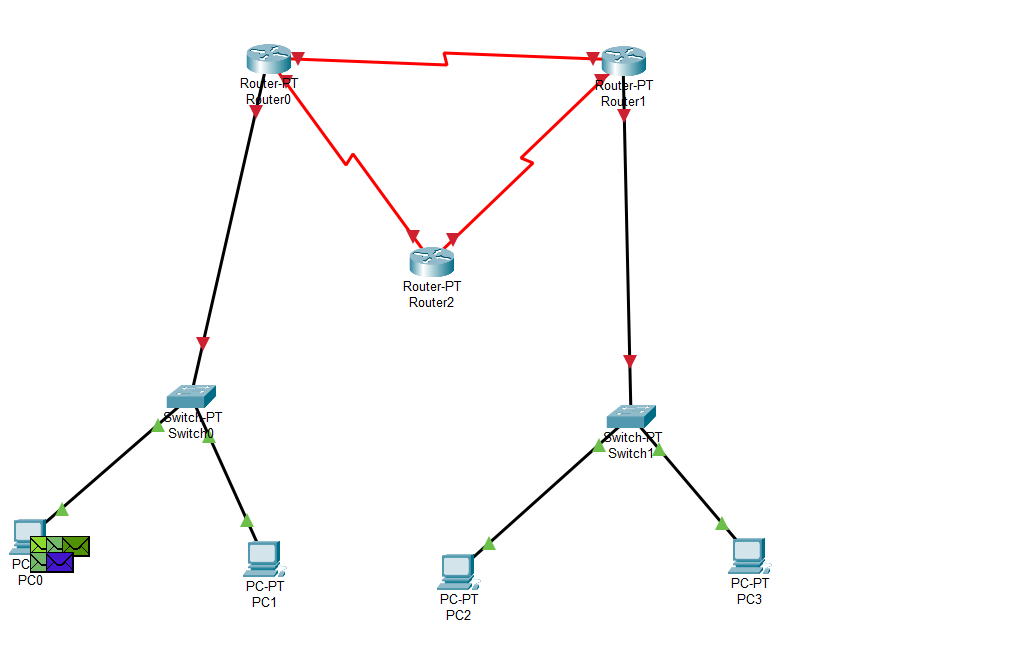 Router-PT
Router0
Router-PT
Router1
Router-PT
Router2
Switch-PT
Switch0
Switch-PT
Switch1
PC
PC0
PC-PT
PC1
PC-PT
PC2
PC-PT
PC3